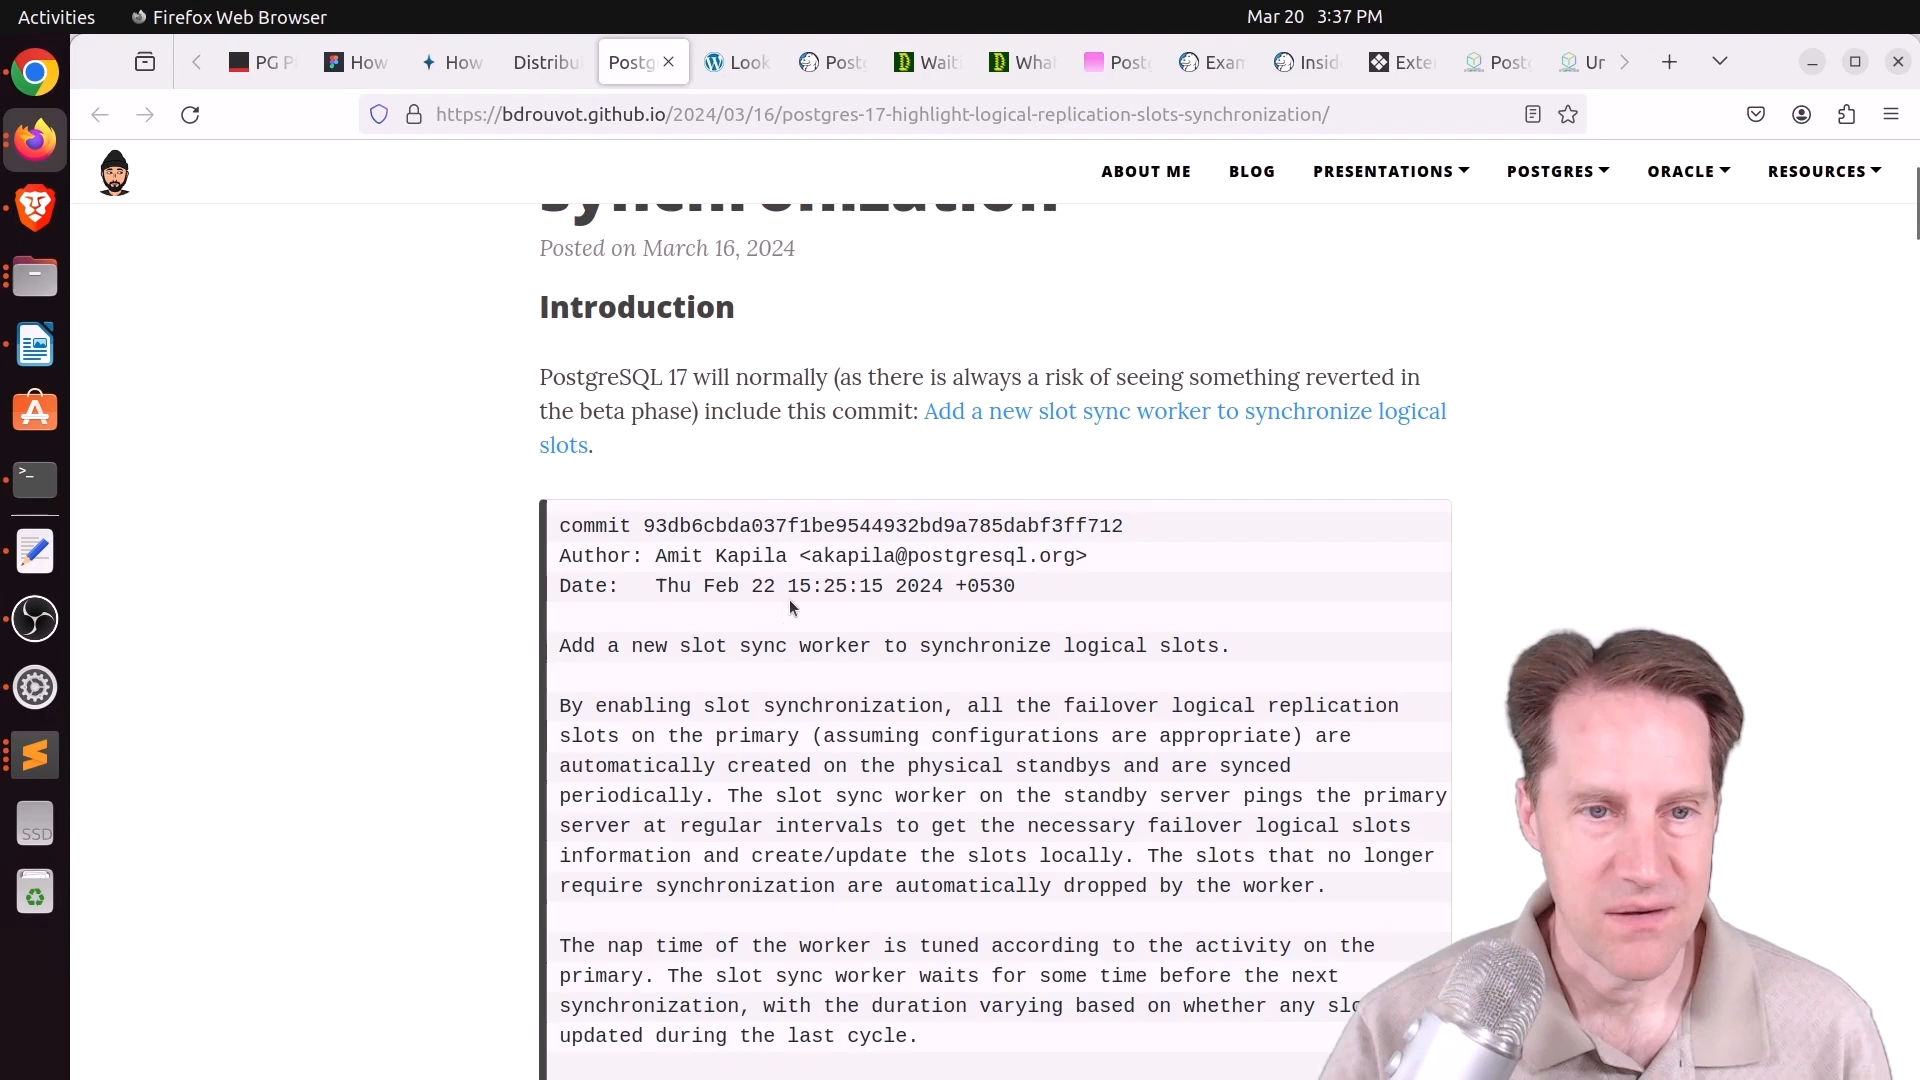 Activities
Firefox Web Browser
Mar 20 3:37 PM
PG P
How
How
Distribu
Postg
Look
Post
Wait
What
Post
Exam
Insid
Exte
Post
Ur
https://bdrouvot.github.io/2024/03/16/postgres-17-highlight-logical-replication-slots-synchronization/
ABOUT ME
BLOG
PRESENTATIONS
POSTGRES
ORACLE
RESOURCES
synchronization
Posted on March 16, 2024
Introduction
PostgreSQL 17 will normally (as there is always a risk of seeing something reverted in
the beta phase) include this commit: Add a new slot sync worker to synchronize logical
slots.
commit 93db6cbda037f1be9544932bd9a785dabf3ff712
Author: Amit Kapila <akapila@postgresql.org>
Date: Thu Feb 22 15:25:15 2024 +0530
Add a new slot sync worker to synchronize logical slots.
By enabling slot synchronization, all the failover logical replication
slots on the primary (assuming configurations are appropriate) are
automatically created on the physical standbys and are synced
periodically. The slot sync worker on the standby server pings the primary
server at regular intervals to get the necessary failover logical slots
information and create/update the slots locally. The slots that no longer
require synchronization are automatically dropped by the worker.
The nap time of the worker is tuned according to the activity on the
primary. The slot sync worker waits for some time before the next
synchronization, with the duration varying based on whether any slo
updated during the last cycle.
SSD